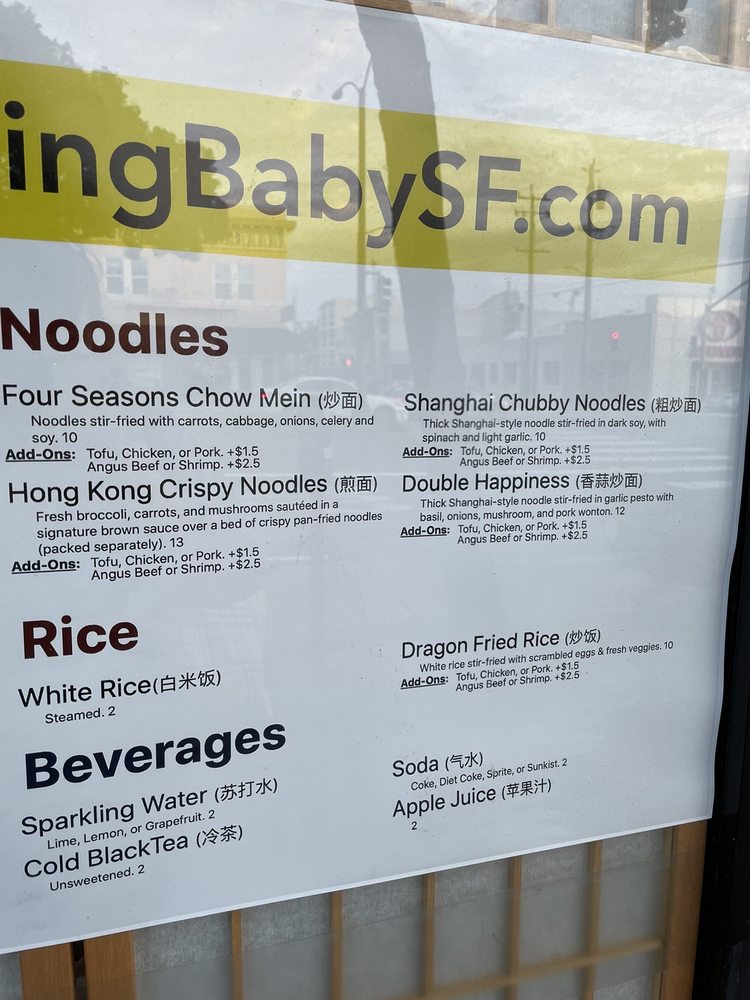 ingBabySF.com
Noodles
Four Seasons Chow Mein (炒面)
Noodles stir-fried with carrots, cabbage, onions, celery and
soy. 10
Add-Ons: Tofu, Chicken, or Pork. +$1.5
Angus Beef or Shrimp. +$2.5
Hong Kong Crispy Noodles (煎面)
Fresh broccoli, carrots, and mushrooms sautéed in a
signature brown sauce over a bed of crispy pan-fried noodles
(packed separately). 13
Add-Ons: Tofu, Chicken, or Pork. +$1.5
Angus Beef or Shrimp. +$2.5
Shanghai Chubby Noodles (粗炒面)
Thick Shanghai-style noodle stir-fried in dark soy, with
spinach and light garlic. 10
Add-Ons: Tofu, Chicken, or Pork. +$1.5
Angus Beef or Shrimp. +$2.5
Double Happiness (香蒜炒面)
Thick Shanghai-style noodle stir-fried in garlic pesto with
basil, onions, mushroom, and pork wonton. 12
Add-Ons: Tofu, Chicken, or Pork. +$1.5
Angus Beef or Shrimp. +$2.5
Rice
White Rice(白米饭)
Steamed. 2
Dragon Fried Rice (炒饭)
White rice stir-fried with scrambled eggs & fresh veggies. 10
Add-Ons: Tofu, Chicken, or Pork. +$1.5
Angus Beef or Shrimp. +$2.5
Beverages
Sparkling Water (苏打水)
Lime, Lemon, or Grapefruit. 2
Cold BlackTea (冷茶)
Unsweetened. 2
Soda (气水)
Coke, Diet Coke, Sprite, or Sunkist. 2
Apple Juice (苹果汁)
2